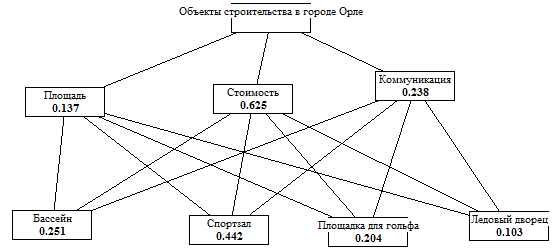 Объекты строительства в городе Орле
Площадь
0.137
Стоимость
0.625
Коммуникация
0.238
Бассейн
0.251
Спортзал
0.442
Площадка для гольфа
0.204
Ледовый дворец
0.103